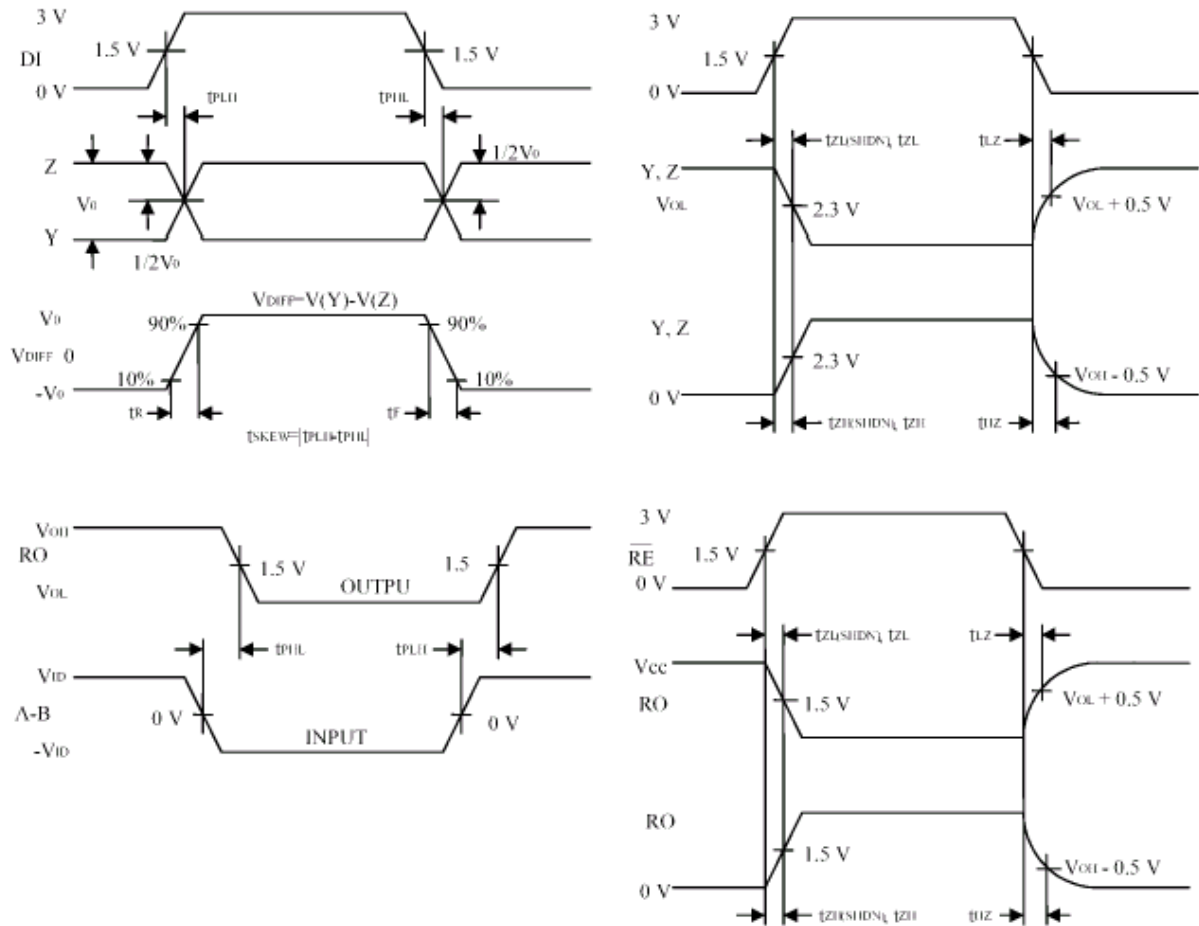 3 V
1.5 V
1.5 V
DI
0 V
tPLH
tPHL
Z
1/2V0
V0
Y
1/2V0
VDIFF=V(Y)-V(Z)
V0
90%
90%
VDIFF 0
10%
10%
-V0
tR
tF
tSKEW=|tPLH-tPHL|
3 V
1.5 V
0 V
tZL(SHDN), tZL
tLZ
Y, Z
VOL
2.3 V
VOL + 0.5 V
Y, Z
2.3 V
VOH - 0.5 V
0 V
tZH(SHDN), tZH
tHZ
VOH
RO
1.5 V
1.5
VOL
OUTPU
tPHL
tPLH
VID
A-B
0 V
0 V
INPUT
-VID
3 V
RE
1.5 V
0 V
tZL(SHDN), tZL
tLZ
Vcc
RO
1.5 V
VOL + 0.5 V
RO
1.5 V
VOH - 0.5 V
0 V
tZH(SHDN), tZH
tHZ